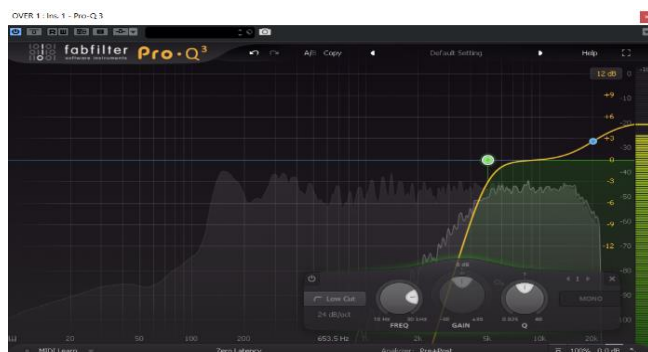 OVER 1 : Ins. 1 - Pro-Q 3
fabfilter Pro·Q 3
software instruments
A/B Copy Default Setting Help
12 dB 0
+9 -10
+6 -20
+3 -30
0 -40
-3
-6 -50
-9 -60
-12 -70
-80
-90
-100
Low Cut
24 dB/oct
FREQ GAIN Q
MONO
20 50 100 200 653.5 Hz 2k 5k 10k 20k
MIDI Learn Zero Latency Analyzer: Pre+Post 100% 0.0 dB